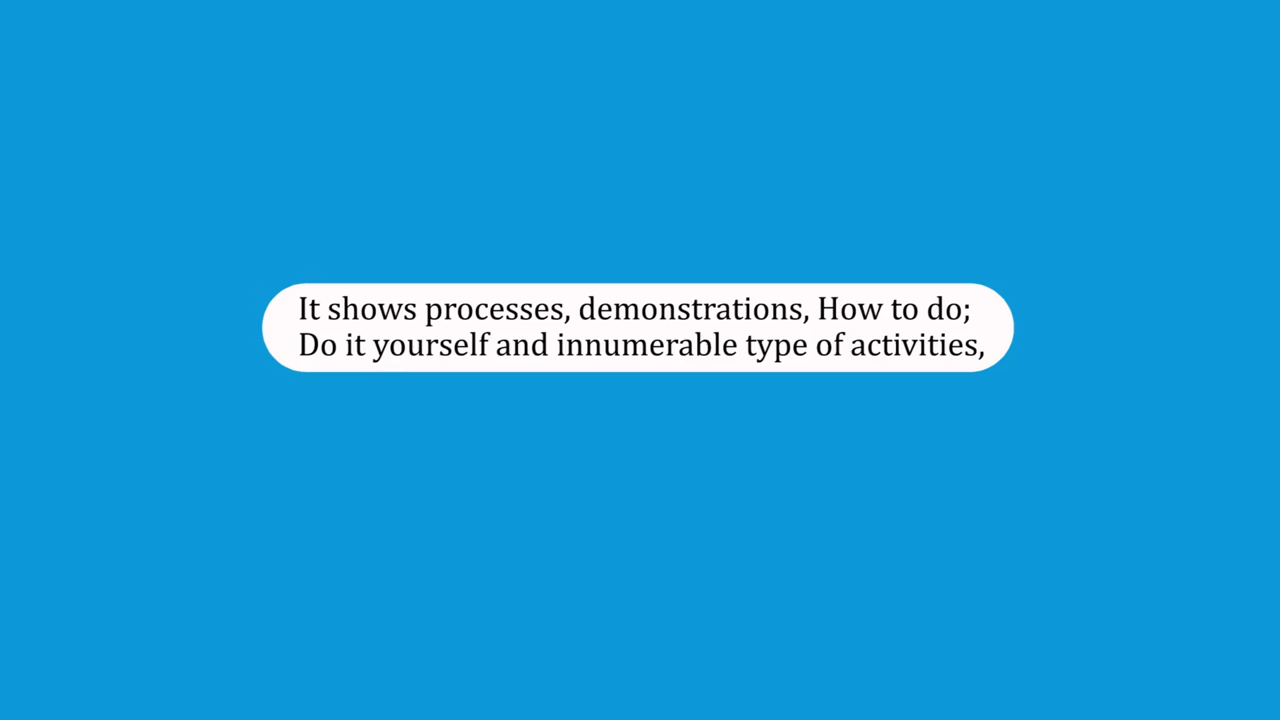 It shows processes, demonstrations, How to do;
Do it yourself and innumerable type of activities,